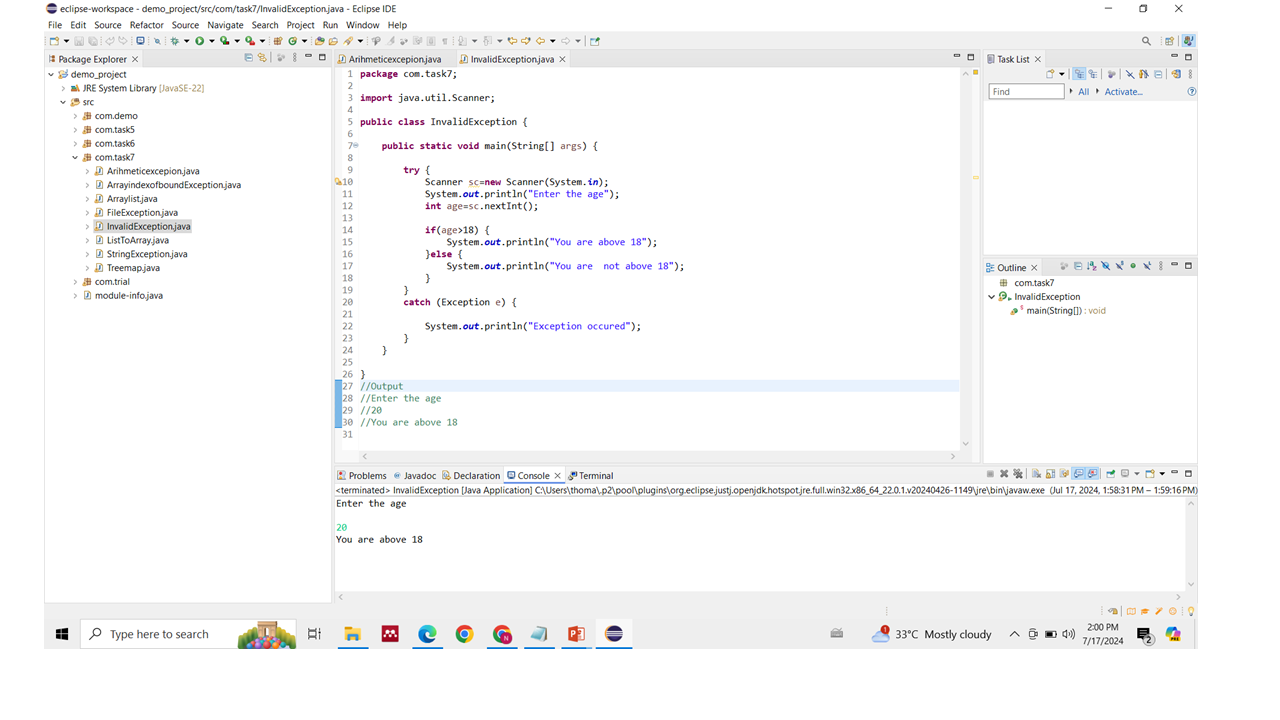 eclipse-workspace - demo_project/src/com/task7/InvalidException.java - Eclipse IDE
File Edit Source Refactor Source Navigate Search Project Run Window Help
Package Explorer
demo_project
JRE System Library [JavaSE-22]
src
com.demo
com.task5
com.task6
com.task7
Arihmeticexcepion.java
ArrayindexofboundException.java
Arraylist.java
FileException.java
InvalidException.java
ListToArray.java
StringException.java
Treemap.java
com.trial
module-info.java
Arihmeticexcepion.java InvalidException.java
1 package com.task7;
2
3 import java.util.Scanner;
4
5 public class InvalidException {
6
7 public static void main(String[] args) {
8
9 try {
10 Scanner sc=new Scanner(System.in);
11 System.out.println("Enter the age");
12 int age=sc.nextInt();
13
14 if(age>18) {
15 System.out.println("You are above 18");
16 }else {
17 System.out.println("You are  not above 18");
18 }
19 }
20 catch (Exception e) {
21
22 System.out.println("Exception occured");
23 }
24 }
25
26 }
27 //Output
28 //Enter the age
29 //20
30 //You are above 18
31
Task List
Find All Activate...
Outline
com.task7
InvalidException
main(String[]) : void
Problems Javadoc Declaration Console Terminal
<terminated> InvalidException [Java Application] C:\Users\thoma\.p2\pool\plugins\org.eclipse.justj.openjdk.hotspot.jre.full.win32.x86_64_22.0.1.v20240426-1149\jre\bin\javaw.exe (Jul 17, 2024, 1:58:31 PM – 1:59:16 PM)
Enter the age
20
You are above 18
Type here to search
33°C Mostly cloudy
2:00 PM
7/17/2024